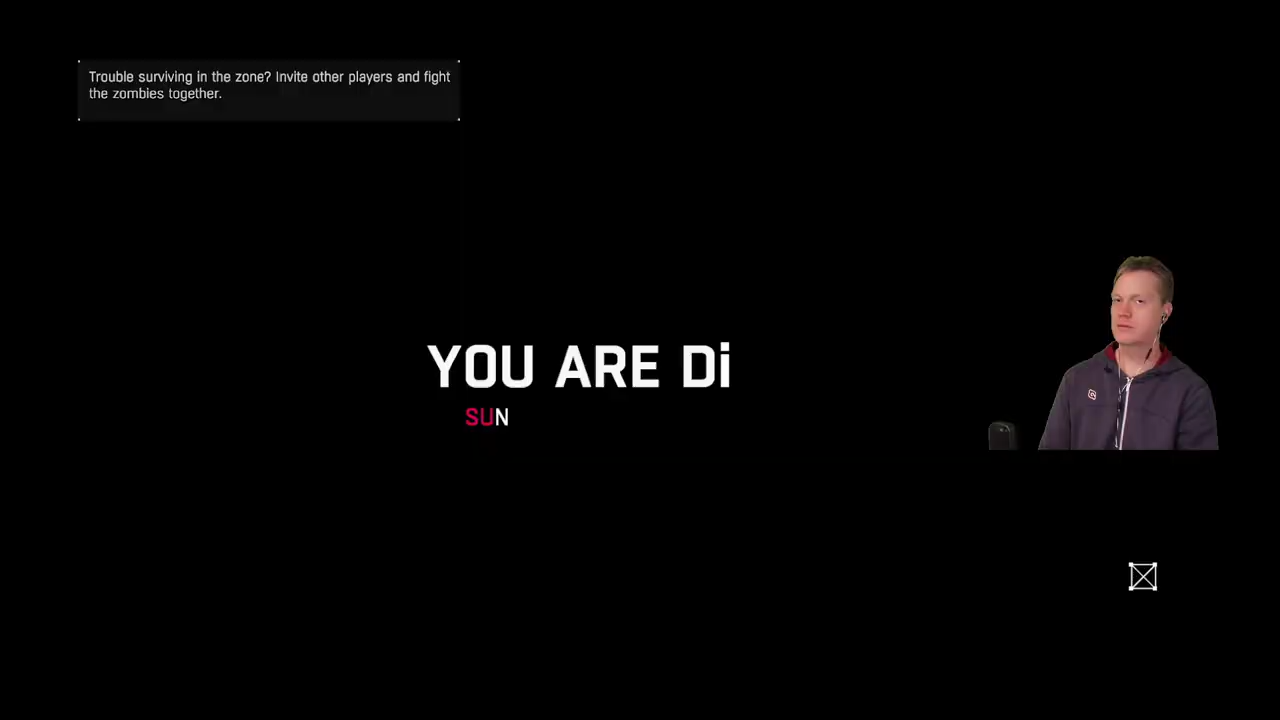 Trouble surviving in the zone? Invite other players and fight
the zombies together.
YOU ARE Di
SUN